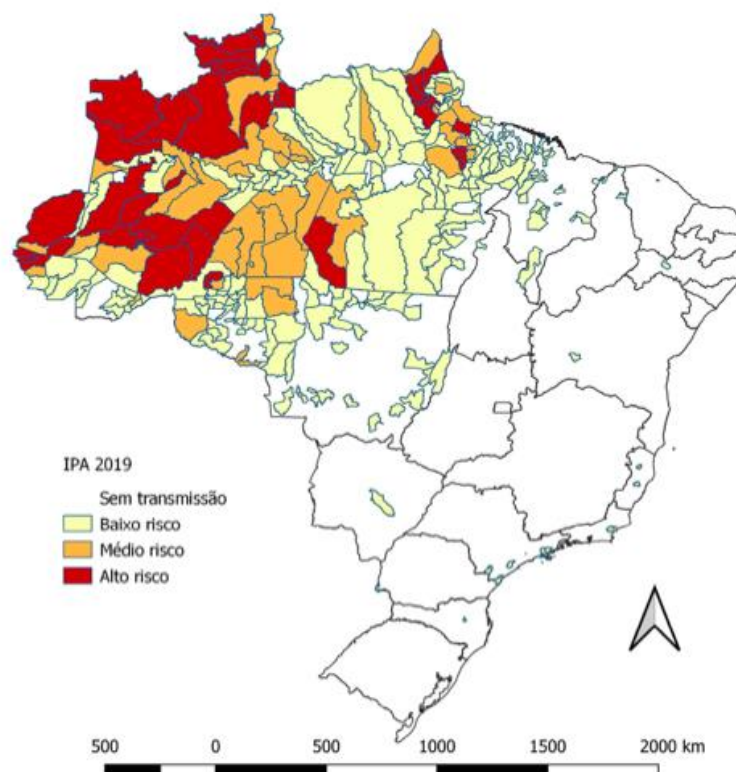 IPA 2019
Sem transmissão
Baixo risco
Médio risco
Alto risco
500 0 500 1000 1500 2000 km